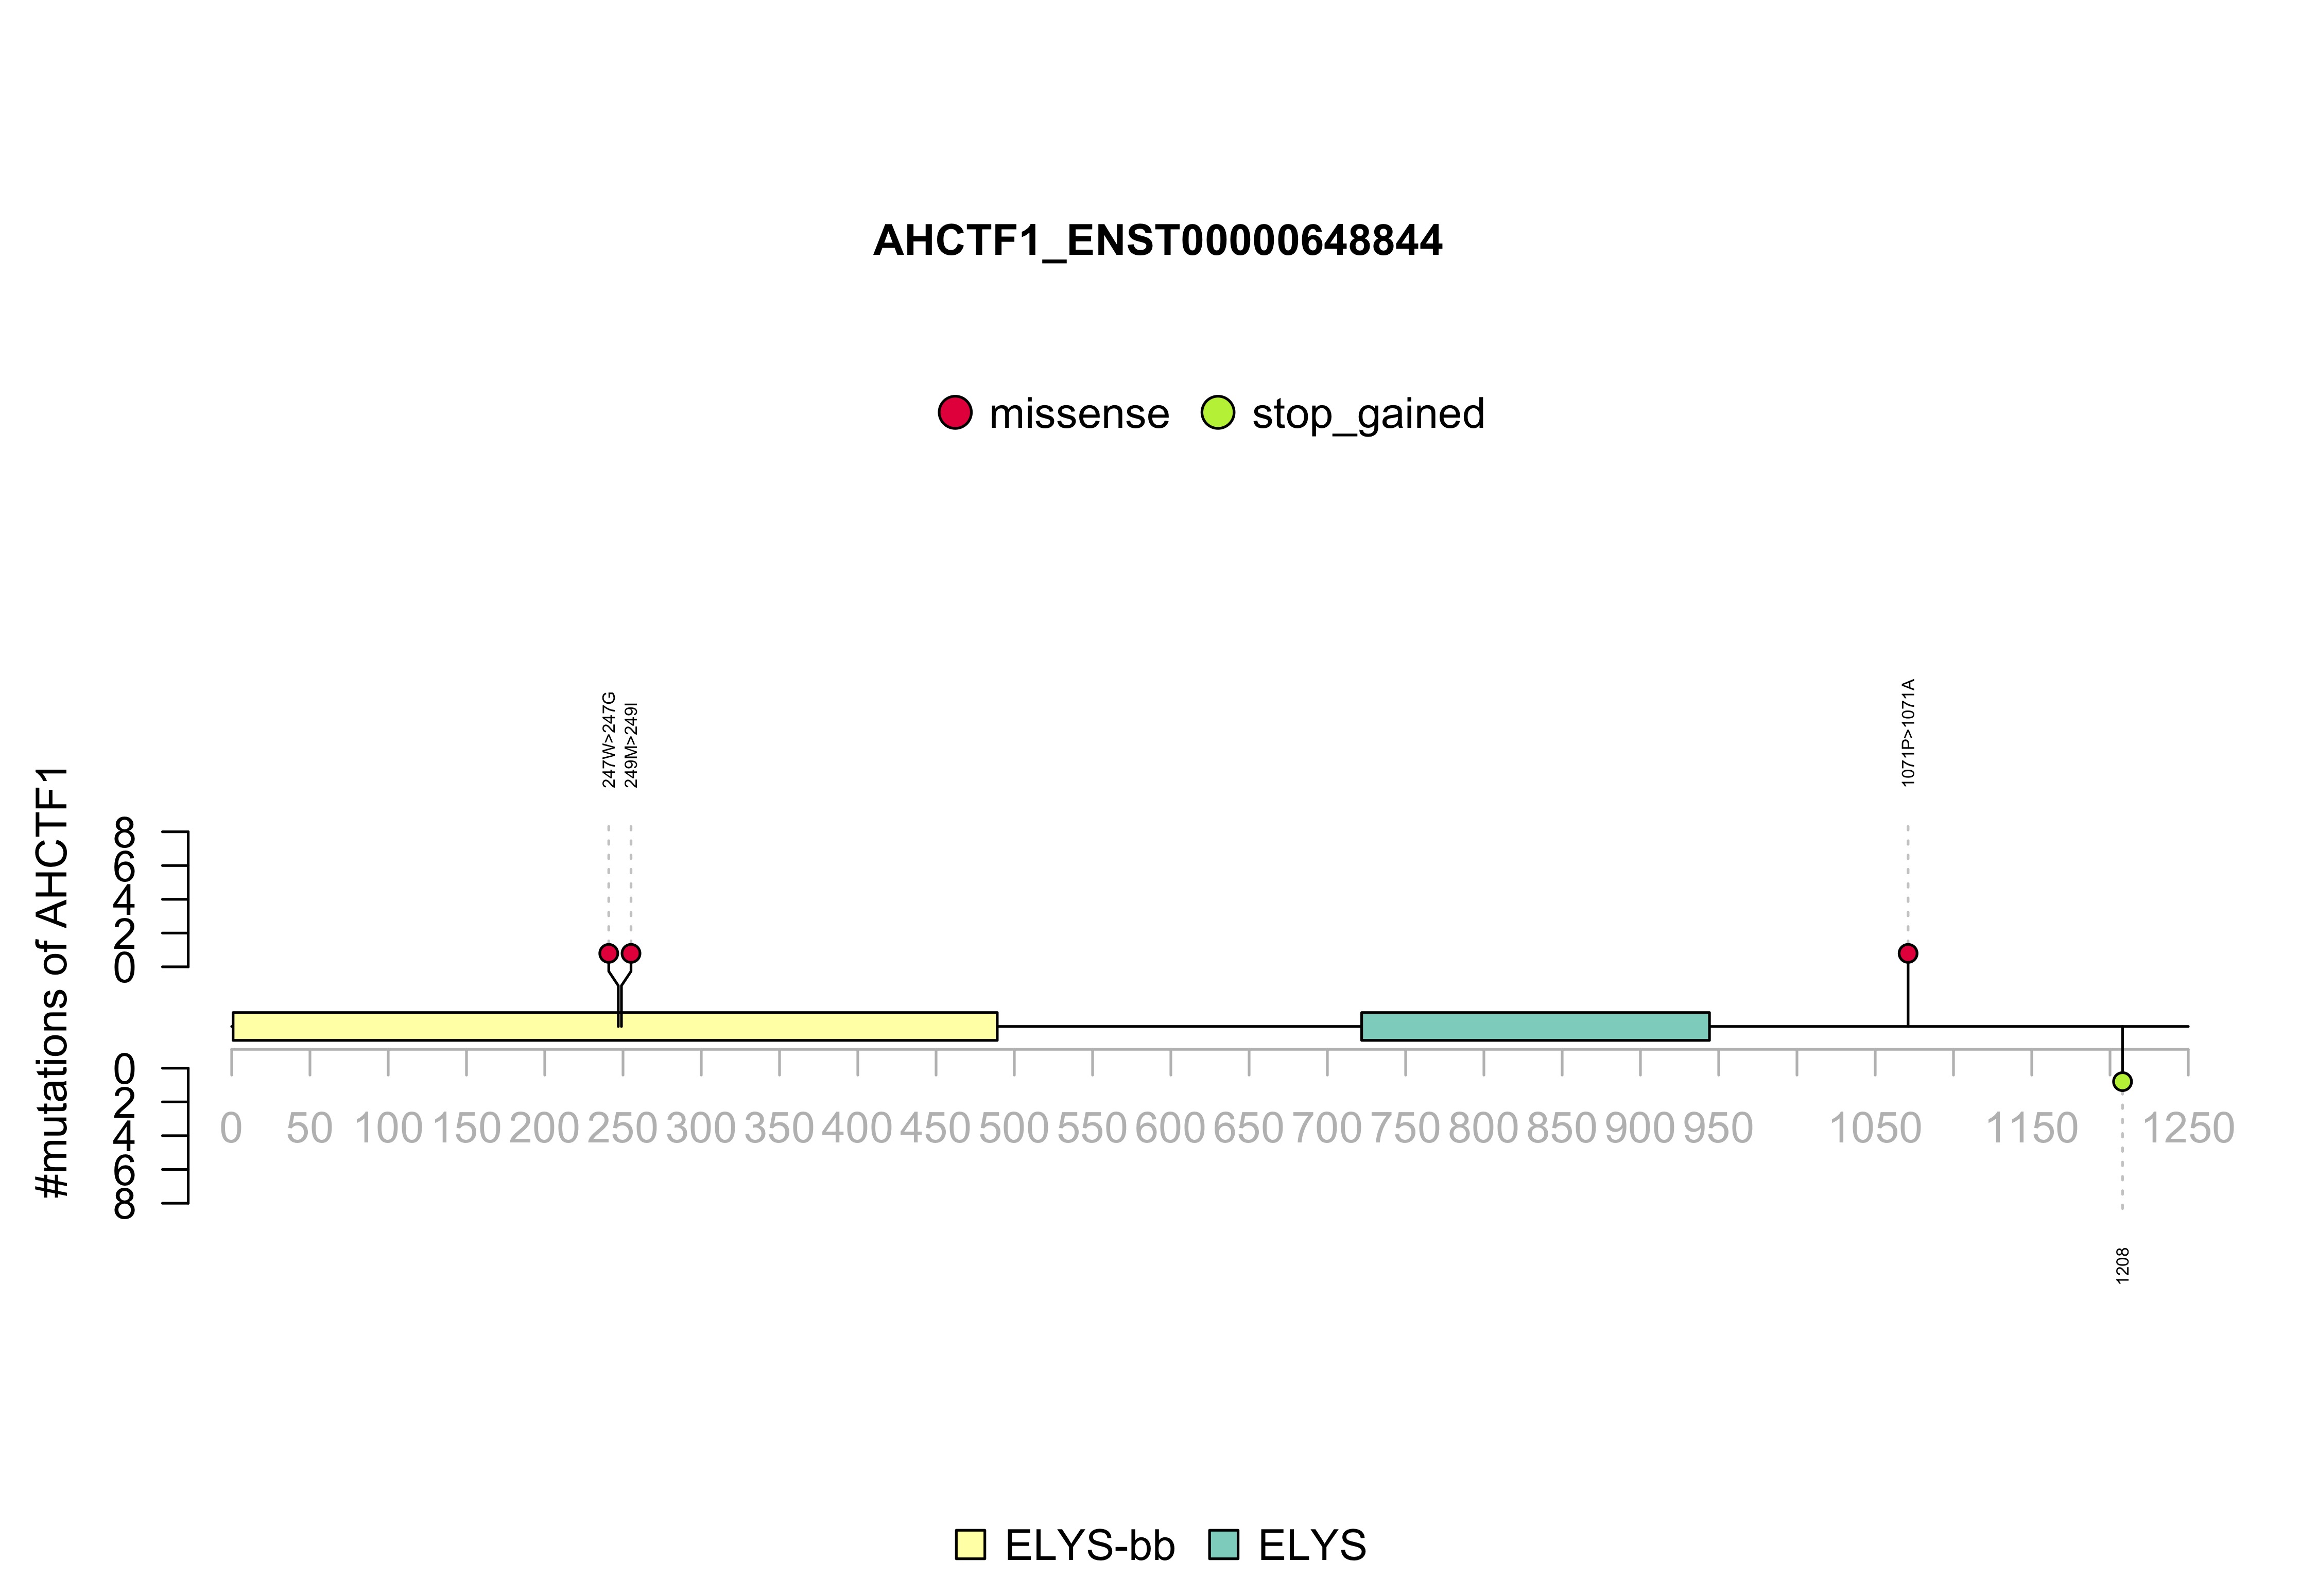 AHCTF1_ENST00000648844
missense stop_gained
247W>247G
249M>249I
1071P>1071A
#mutations of AHCTF1
8
6
4
2
0
0
2
4
6
8
0 50 100 150 200 250 300 350 400 450 500 550 600 650 700 750 800 850 900 950 1050 1150 1250
1208
ELYS-bb ELYS